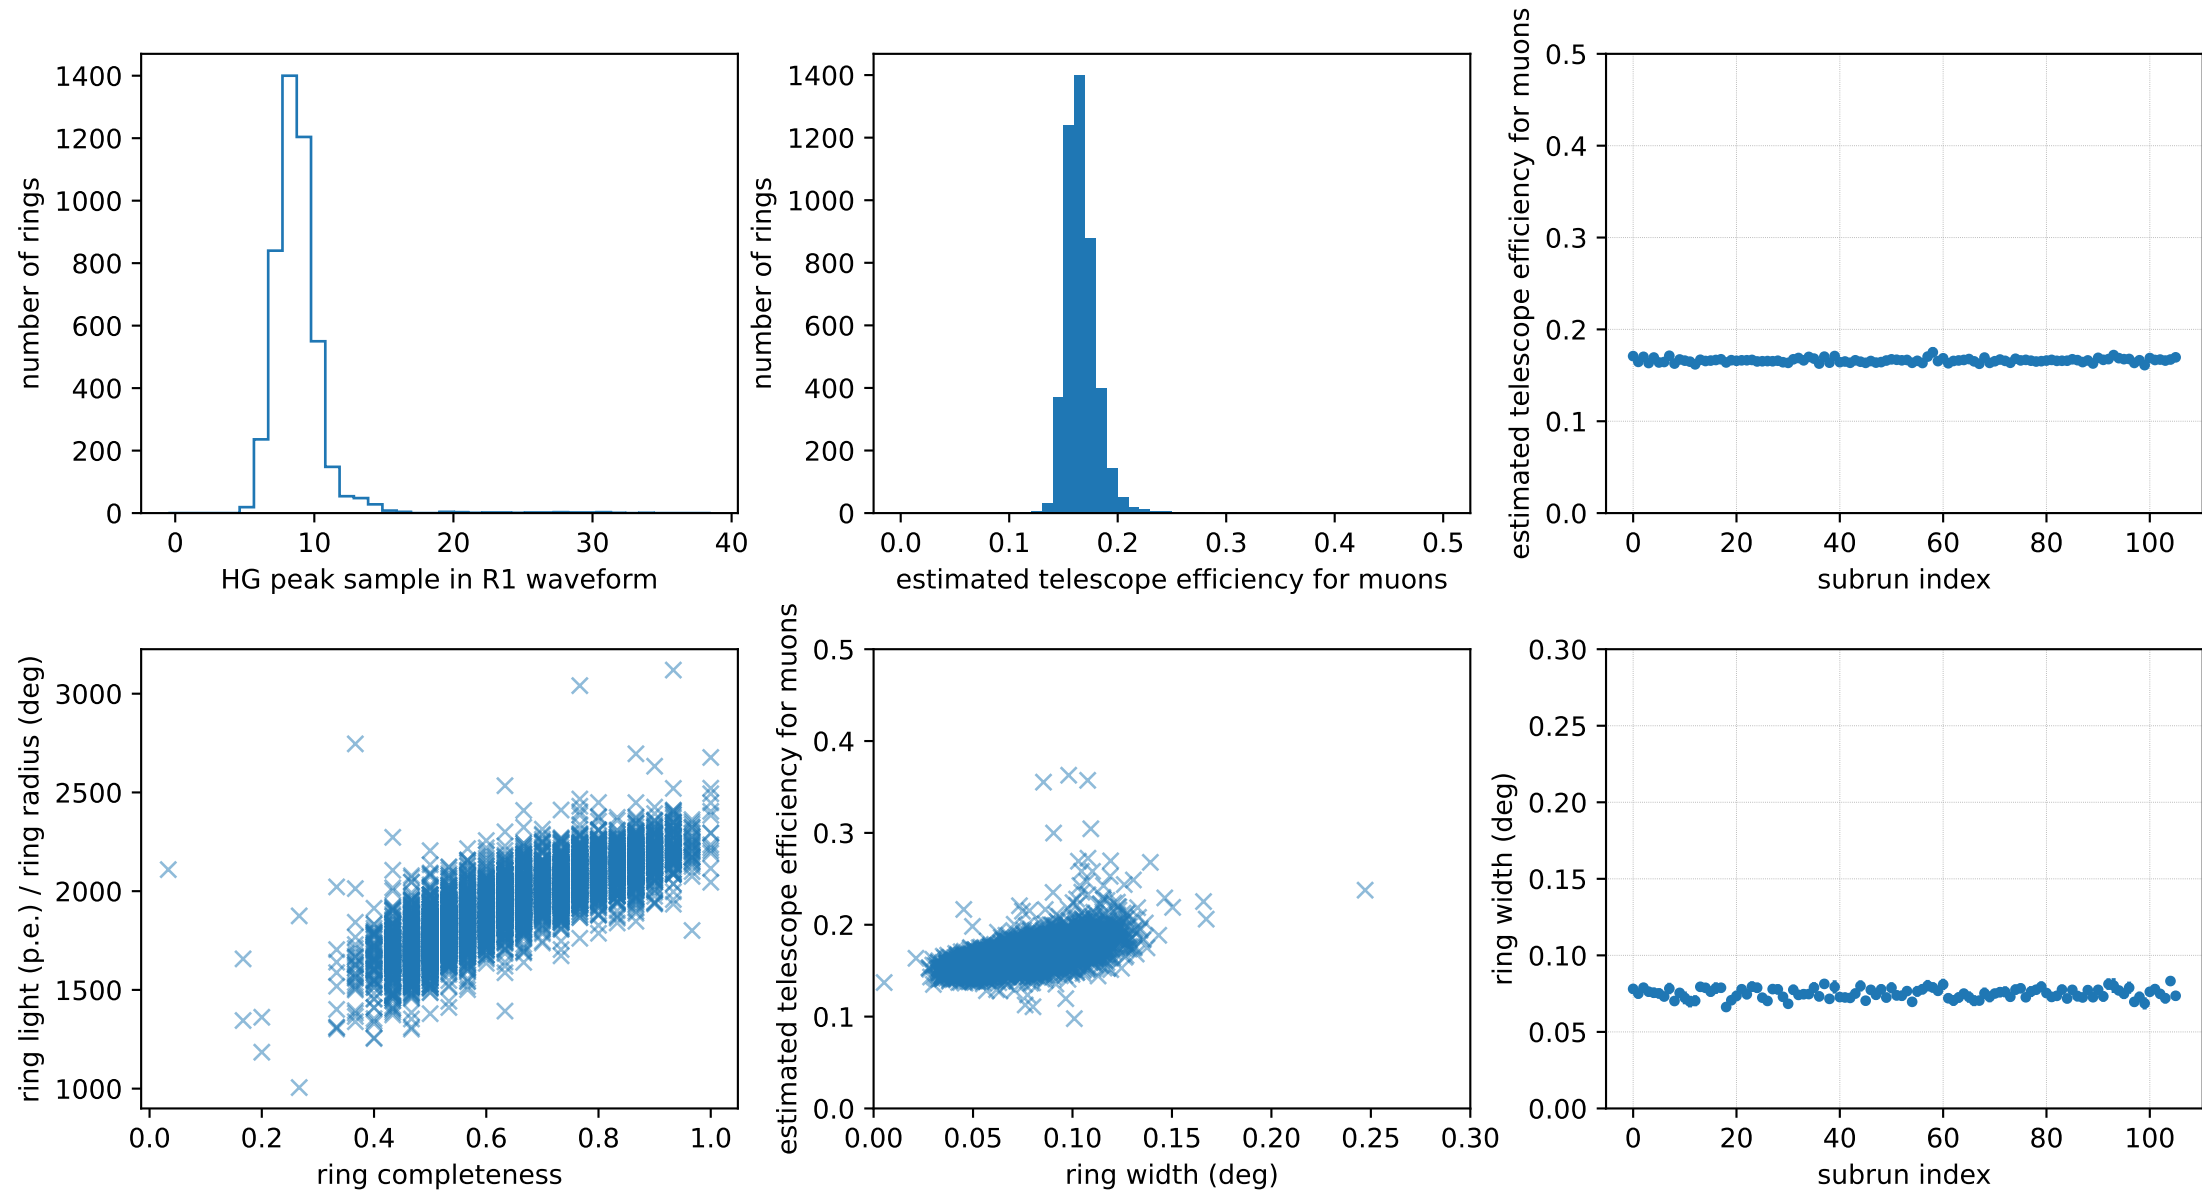 1400
1200
1000
800
600
400
200
0
number of rings
0 10 20 30 40
HG peak sample in R1 waveform
1400
1200
1000
800
600
400
200
0
number of rings
0.0 0.1 0.2 0.3 0.4 0.5
estimated telescope efficiency for muons
0.5
0.4
0.3
0.2
0.1
0.0
estimated telescope efficiency for muons
0 20 40 60 80 100
subrun index
3000
2500
2000
1500
1000
ring light (p.e.) / ring radius (deg)
0.0 0.2 0.4 0.6 0.8 1.0
ring completeness
0.5
0.4
0.3
0.2
0.1
0.0
estimated telescope efficiency for muons
0.00 0.05 0.10 0.15 0.20 0.25 0.30
ring width (deg)
0.30
0.25
0.20
0.15
0.10
0.05
0.00
ring width (deg)
0 20 40 60 80 100
subrun index